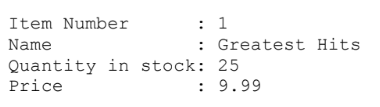 Item Number       : 1
Name              : Greatest Hits
Quantity in stock: 25
Price             : 9.99